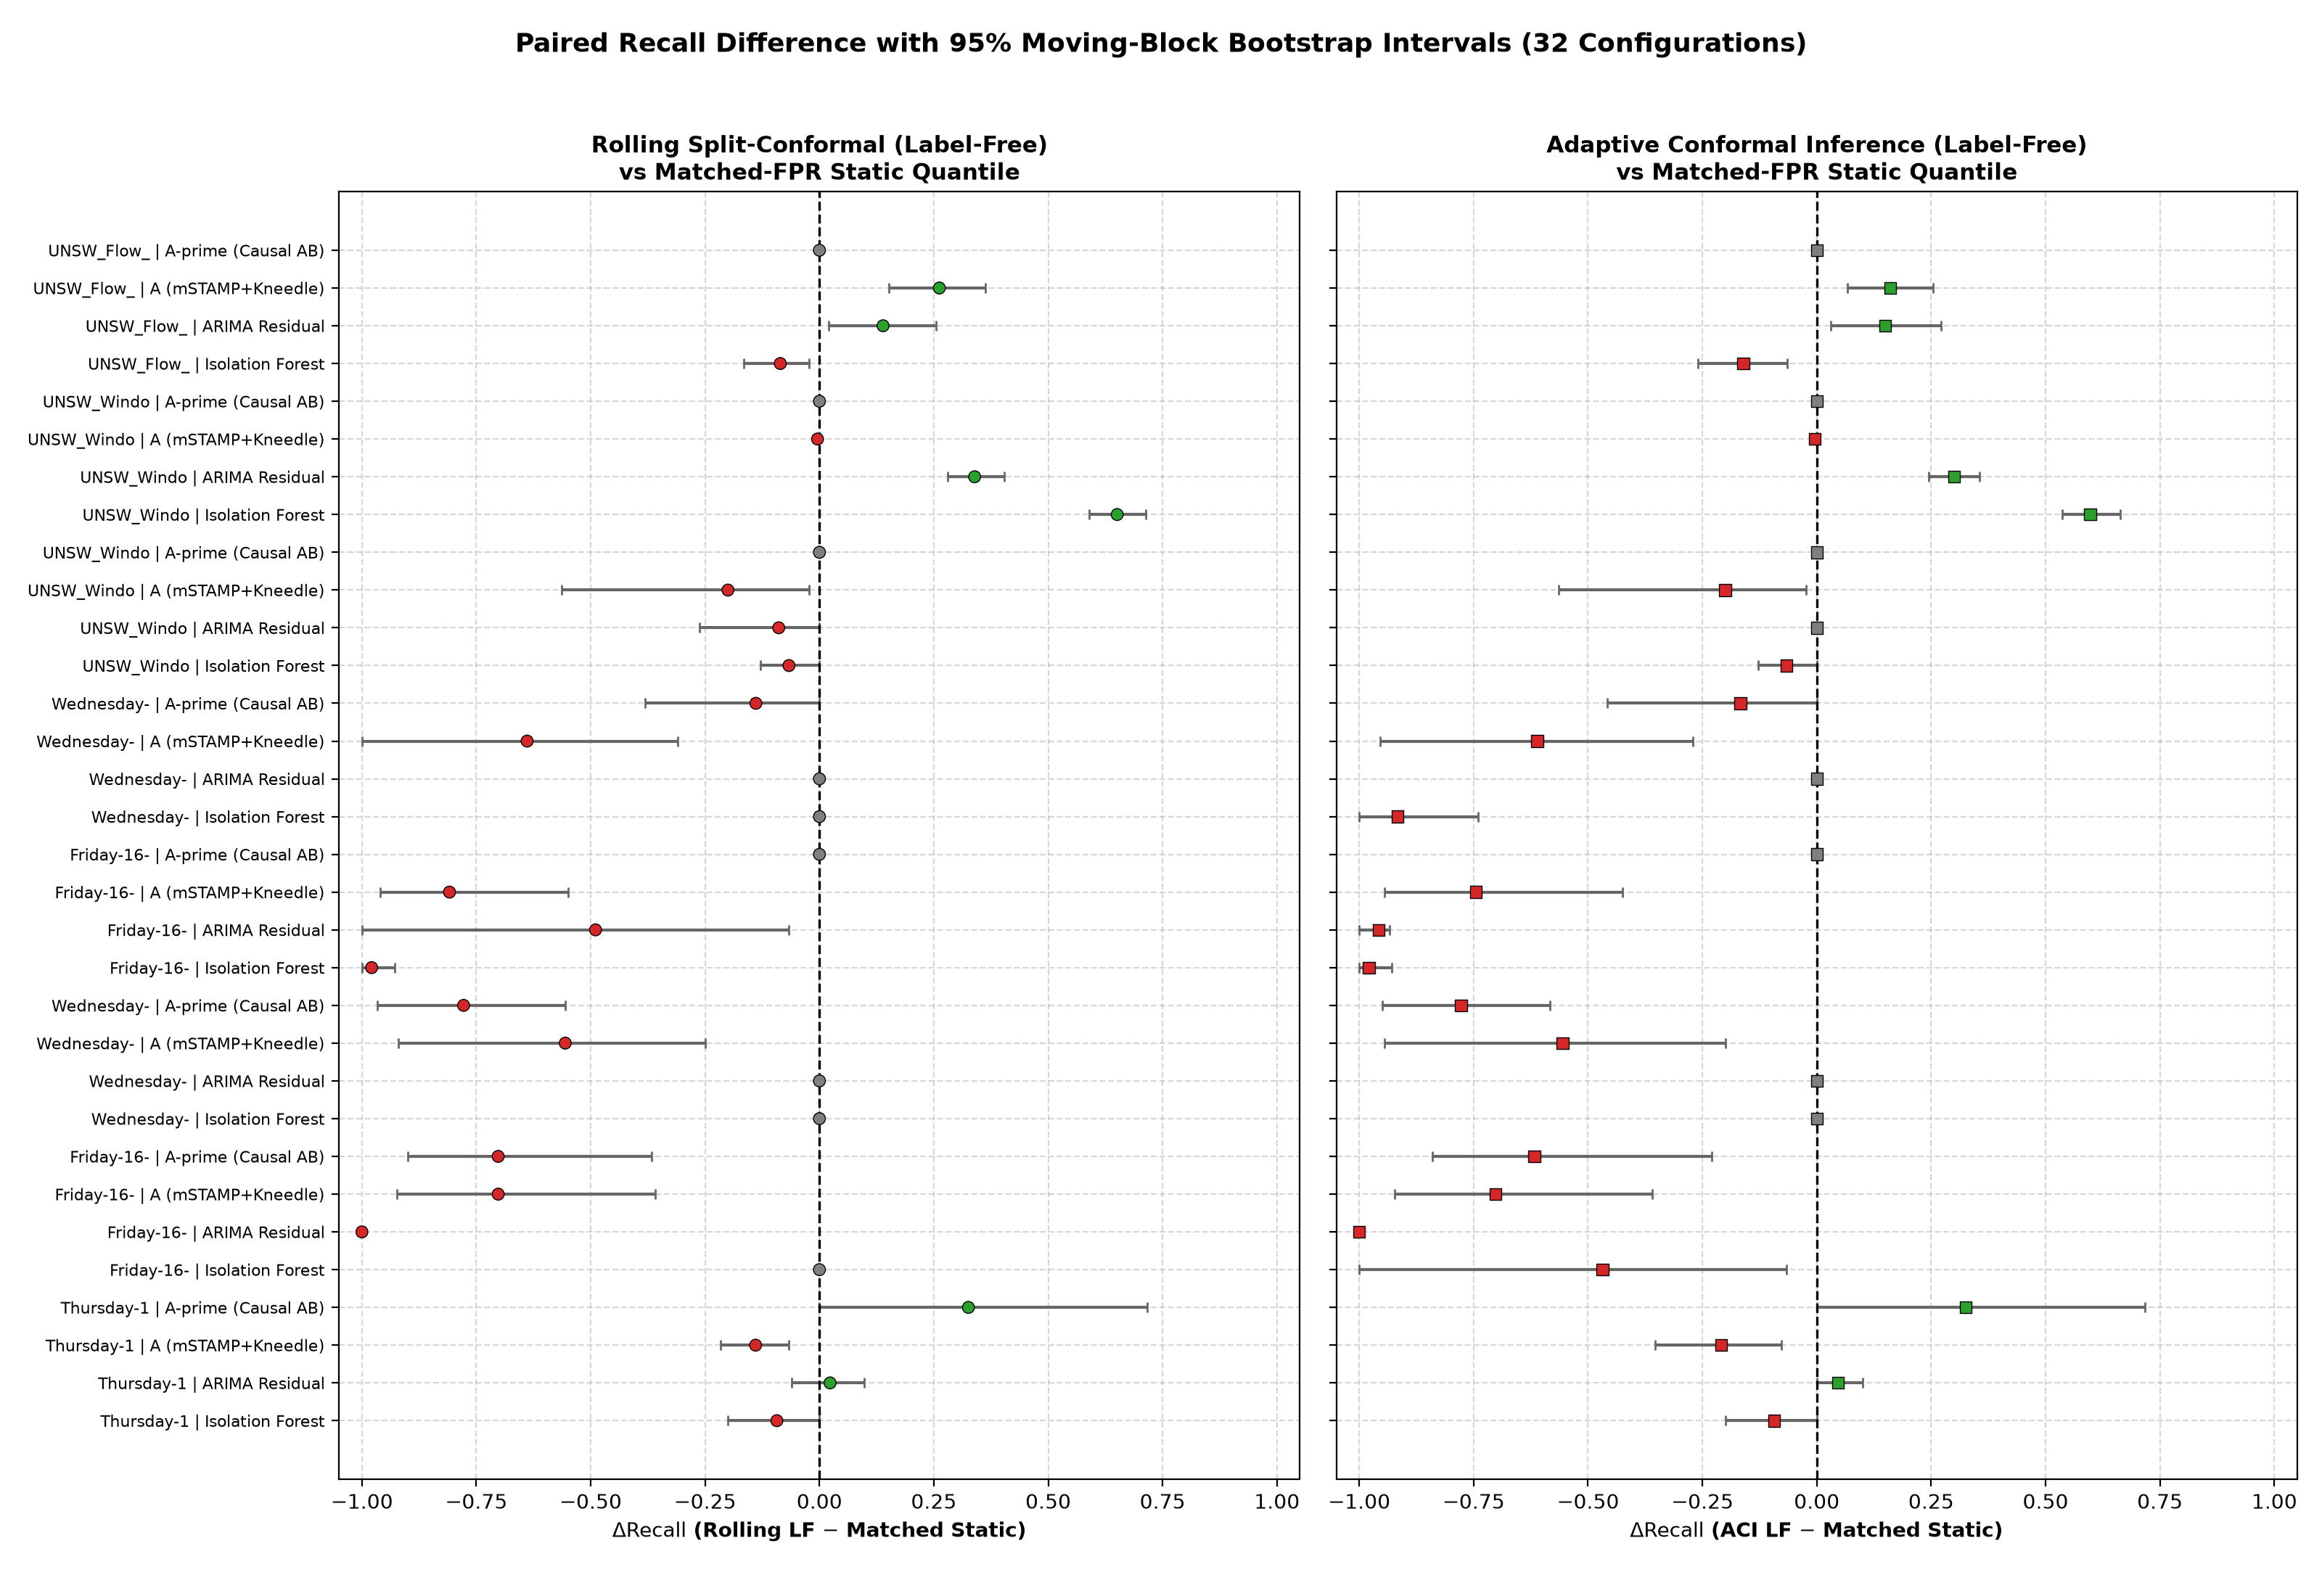 Paired Recall Difference with 95% Moving-Block Bootstrap Intervals (32 Configurations)
Rolling Split-Conformal (Label-Free)
vs Matched-FPR Static Quantile
Adaptive Conformal Inference (Label-Free)
vs Matched-FPR Static Quantile
UNSW_Flow_ | A-prime (Causal AB)
UNSW_Flow_ | A (mSTAMP+Kneedle)
UNSW_Flow_ | ARIMA Residual
UNSW_Flow_ | Isolation Forest
UNSW_Windo | A-prime (Causal AB)
UNSW_Windo | A (mSTAMP+Kneedle)
UNSW_Windo | ARIMA Residual
UNSW_Windo | Isolation Forest
UNSW_Windo | A-prime (Causal AB)
UNSW_Windo | A (mSTAMP+Kneedle)
UNSW_Windo | ARIMA Residual
UNSW_Windo | Isolation Forest
Wednesday- | A-prime (Causal AB)
Wednesday- | A (mSTAMP+Kneedle)
Wednesday- | ARIMA Residual
Wednesday- | Isolation Forest
Friday-16- | A-prime (Causal AB)
Friday-16- | A (mSTAMP+Kneedle)
Friday-16- | ARIMA Residual
Friday-16- | Isolation Forest
Wednesday- | A-prime (Causal AB)
Wednesday- | A (mSTAMP+Kneedle)
Wednesday- | ARIMA Residual
Wednesday- | Isolation Forest
Friday-16- | A-prime (Causal AB)
Friday-16- | A (mSTAMP+Kneedle)
Friday-16- | ARIMA Residual
Friday-16- | Isolation Forest
Thursday-1 | A-prime (Causal AB)
Thursday-1 | A (mSTAMP+Kneedle)
Thursday-1 | ARIMA Residual
Thursday-1 | Isolation Forest
−1.00 −0.75 −0.50 −0.25 0.00 0.25 0.50 0.75 1.00
−1.00 −0.75 −0.50 −0.25 0.00 0.25 0.50 0.75 1.00
ΔRecall (Rolling LF − Matched Static)
ΔRecall (ACI LF − Matched Static)